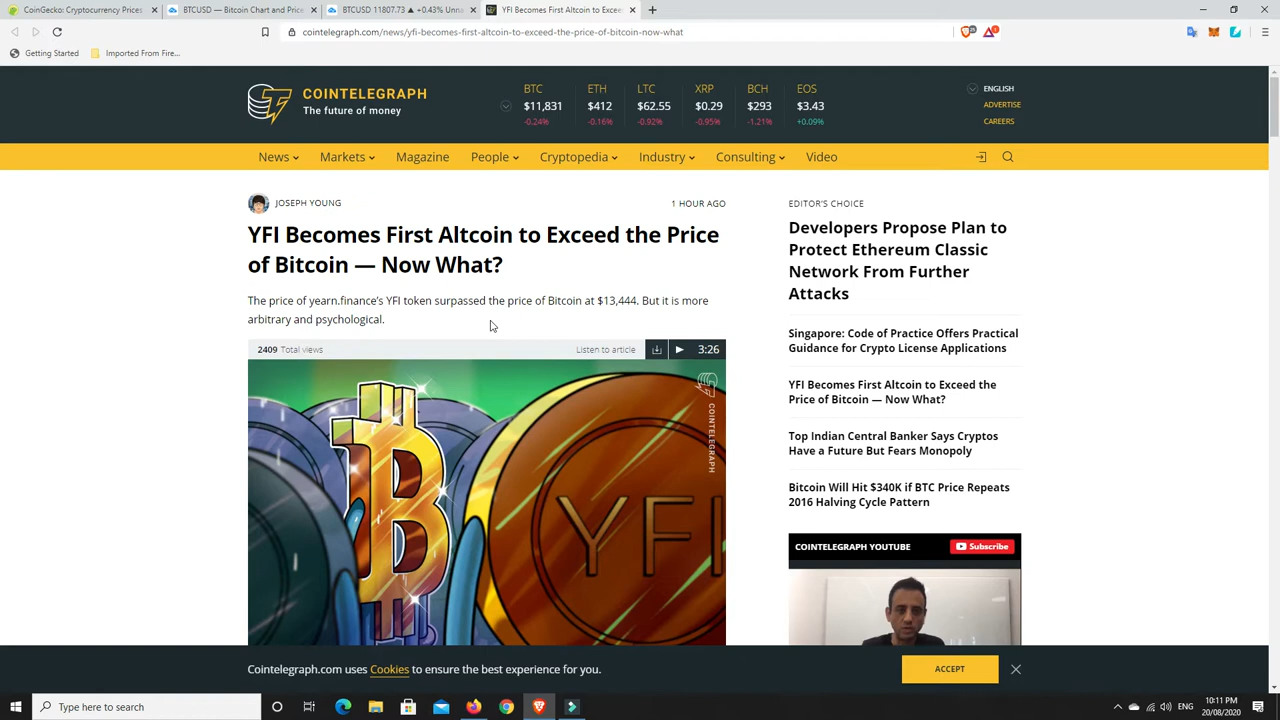 CoinGecko: Cryptocurrency Prices
BTCUSD — Bitcoin Chart and Price
BTCUSD 11807.73 ▲ +0.43% Unna
YFI Becomes First Altcoin to Excee
cointelegraph.com/news/yfi-becomes-first-altcoin-to-exceed-the-price-of-bitcoin-now-what
Getting Started
Imported From Fire...
COINTELEGRAPH
The future of money
BTC ETH LTC XRP BCH EOS
$11,831 $412 $62.55 $0.29 $293 $3.43
-0.24% -0.16% -0.92% -0.95% -1.21% +0.09%
ENGLISH
ADVERTISE
CAREERS
News Markets Magazine People Cryptopedia Industry Consulting Video
JOSEPH YOUNG
1 HOUR AGO
YFI Becomes First Altcoin to Exceed the Price
of Bitcoin — Now What?
The price of yearn.finance's YFI token surpassed the price of Bitcoin at $13,444. But it is more
arbitrary and psychological.
2409 Total views
Listen to article
3:26
COINTELEGRAPH
YFI
EDITOR'S CHOICE
Developers Propose Plan to
Protect Ethereum Classic
Network From Further
Attacks
Singapore: Code of Practice Offers Practical
Guidance for Crypto License Applications
YFI Becomes First Altcoin to Exceed the
Price of Bitcoin — Now What?
Top Indian Central Banker Says Cryptos
Have a Future But Fears Monopoly
Bitcoin Will Hit $340K if BTC Price Repeats
2016 Halving Cycle Pattern
COINTELEGRAPH YOUTUBE
Subscribe
Cointelegraph.com uses Cookies to ensure the best experience for you.
ACCEPT
Type here to search
ENG
10:11 PM
20/08/2020